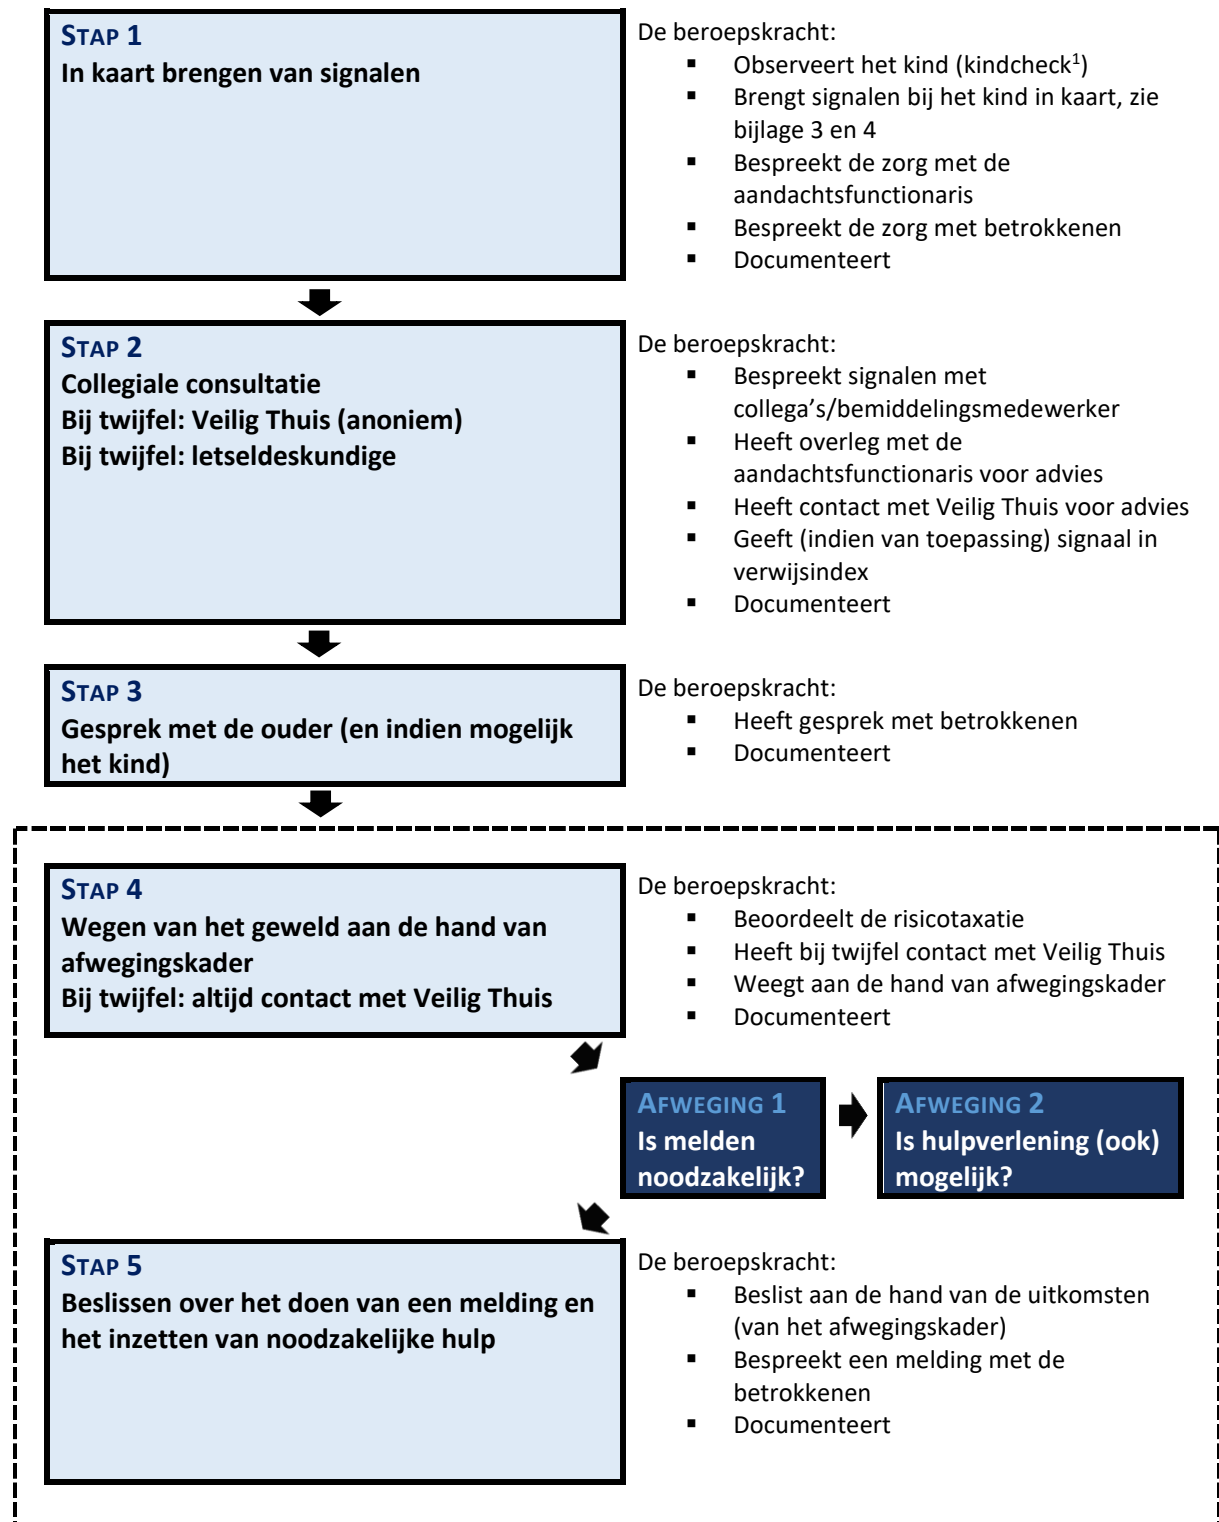 STAP 1
In kaart brengen van signalen
De beroepskracht:
▪ Observeert het kind (kindcheck¹)
▪ Brengt signalen bij het kind in kaart, zie
bijlage 3 en 4
▪ Bespreekt de zorg met de
aandachtsfunctionaris
▪ Bespreekt de zorg met betrokkenen
▪ Documenteert
STAP 2
Collegiale consultatie
Bij twijfel: Veilig Thuis (anoniem)
Bij twijfel: letseldeskundige
De beroepskracht:
▪ Bespreekt signalen met
collega’s/bemiddelingsmedewerker
▪ Heeft overleg met de
aandachtsfunctionaris voor advies
▪ Heeft contact met Veilig Thuis voor advies
▪ Geeft (indien van toepassing) signaal in
verwijsindex
▪ Documenteert
STAP 3
Gesprek met de ouder (en indien mogelijk
het kind)
De beroepskracht:
▪ Heeft gesprek met betrokkenen
▪ Documenteert
STAP 4
Wegen van het geweld aan de hand van
afwegingskader
Bij twijfel: altijd contact met Veilig Thuis
De beroepskracht:
▪ Beoordeelt de risicotaxatie
▪ Heeft bij twijfel contact met Veilig Thuis
▪ Weegt aan de hand van afwegingskader
▪ Documenteert
AFWEGING 1
Is melden
noodzakelijk?
AFWEGING 2
Is hulpverlening (ook)
mogelijk?
STAP 5
Beslissen over het doen van een melding en
het inzetten van noodzakelijke hulp
De beroepskracht:
▪ Beslist aan de hand van de uitkomsten
(van het afwegingskader)
▪ Bespreekt een melding met de
betrokkenen
▪ Documenteert